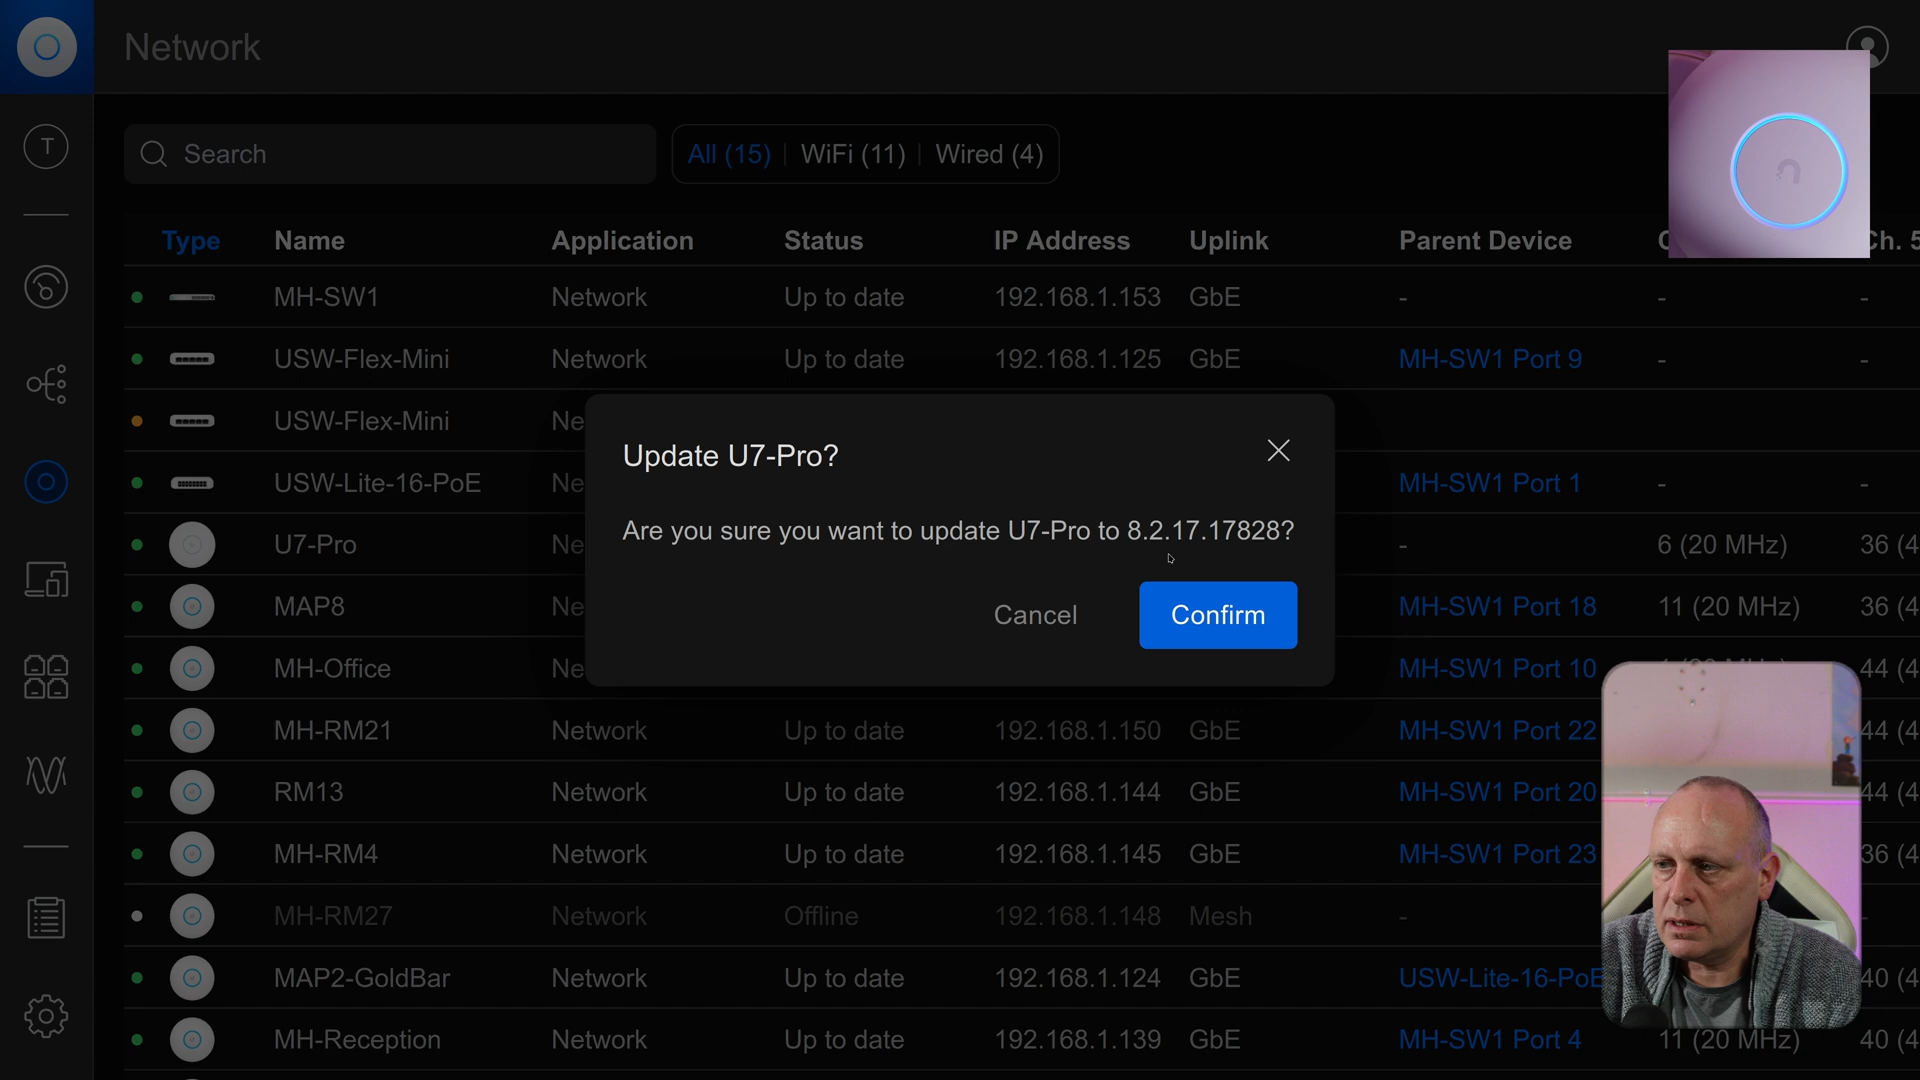 Network
T
Search
All (15) | WiFi (11) | Wired (4)
Type Name Application Status IP Address Uplink Parent Device Ch. 5
MH-SW1 Network Up to date 192.168.1.153 GbE - - -
USW-Flex-Mini Network Up to date 192.168.1.125 GbE MH-SW1 Port 9 - -
USW-Flex-Mini Ne
USW-Lite-16-PoE Ne MH-SW1 Port 1 - -
U7-Pro Ne - 6 (20 MHz) 36 (4
MAP8 Ne MH-SW1 Port 18 11 (20 MHz) 36 (4
MH-Office Ne MH-SW1 Port 10 44 (4
Update U7-Pro?
Are you sure you want to update U7-Pro to 8.2.17.17828?
Cancel Confirm
MH-RM21 Network Up to date 192.168.1.150 GbE MH-SW1 Port 22 44 (4
RM13 Network Up to date 192.168.1.144 GbE MH-SW1 Port 20 44 (4
MH-RM4 Network Up to date 192.168.1.145 GbE MH-SW1 Port 23 36 (4
MH-RM27 Network Offline 192.168.1.148 Mesh - -
MAP2-GoldBar Network Up to date 192.168.1.124 GbE USW-Lite-16-PoE 40 (4
MH-Reception Network Up to date 192.168.1.139 GbE MH-SW1 Port 4 11 (20 MHz) 40 (4